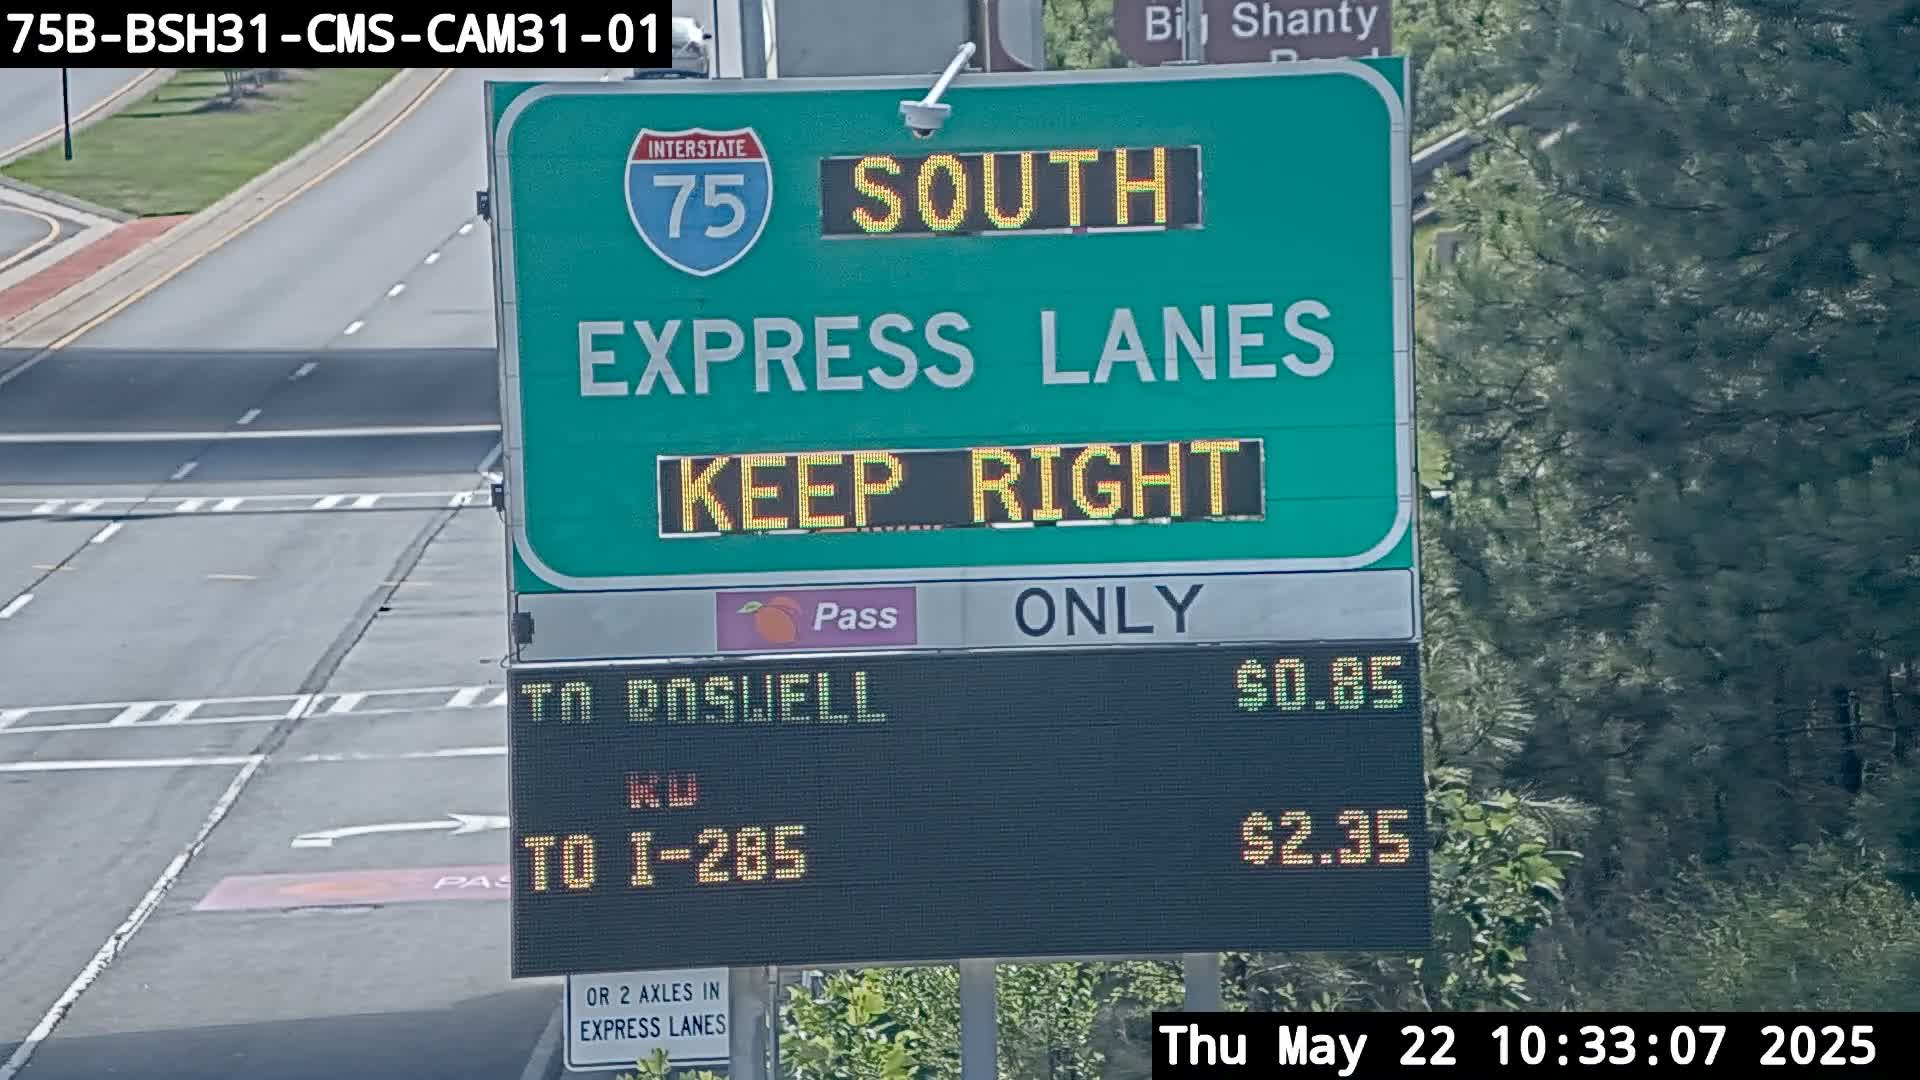 75B-BSH31-CMS-CAM31-01
Big Shanty
INTERSTATE
75
SOUTH
EXPRESS LANES
KEEP RIGHT
Pass ONLY
TO ROSWELL $0.85
TO I-285 $2.35
OR 2 AXLES IN
EXPRESS LANES
Thu May 22 10:33:07 2025